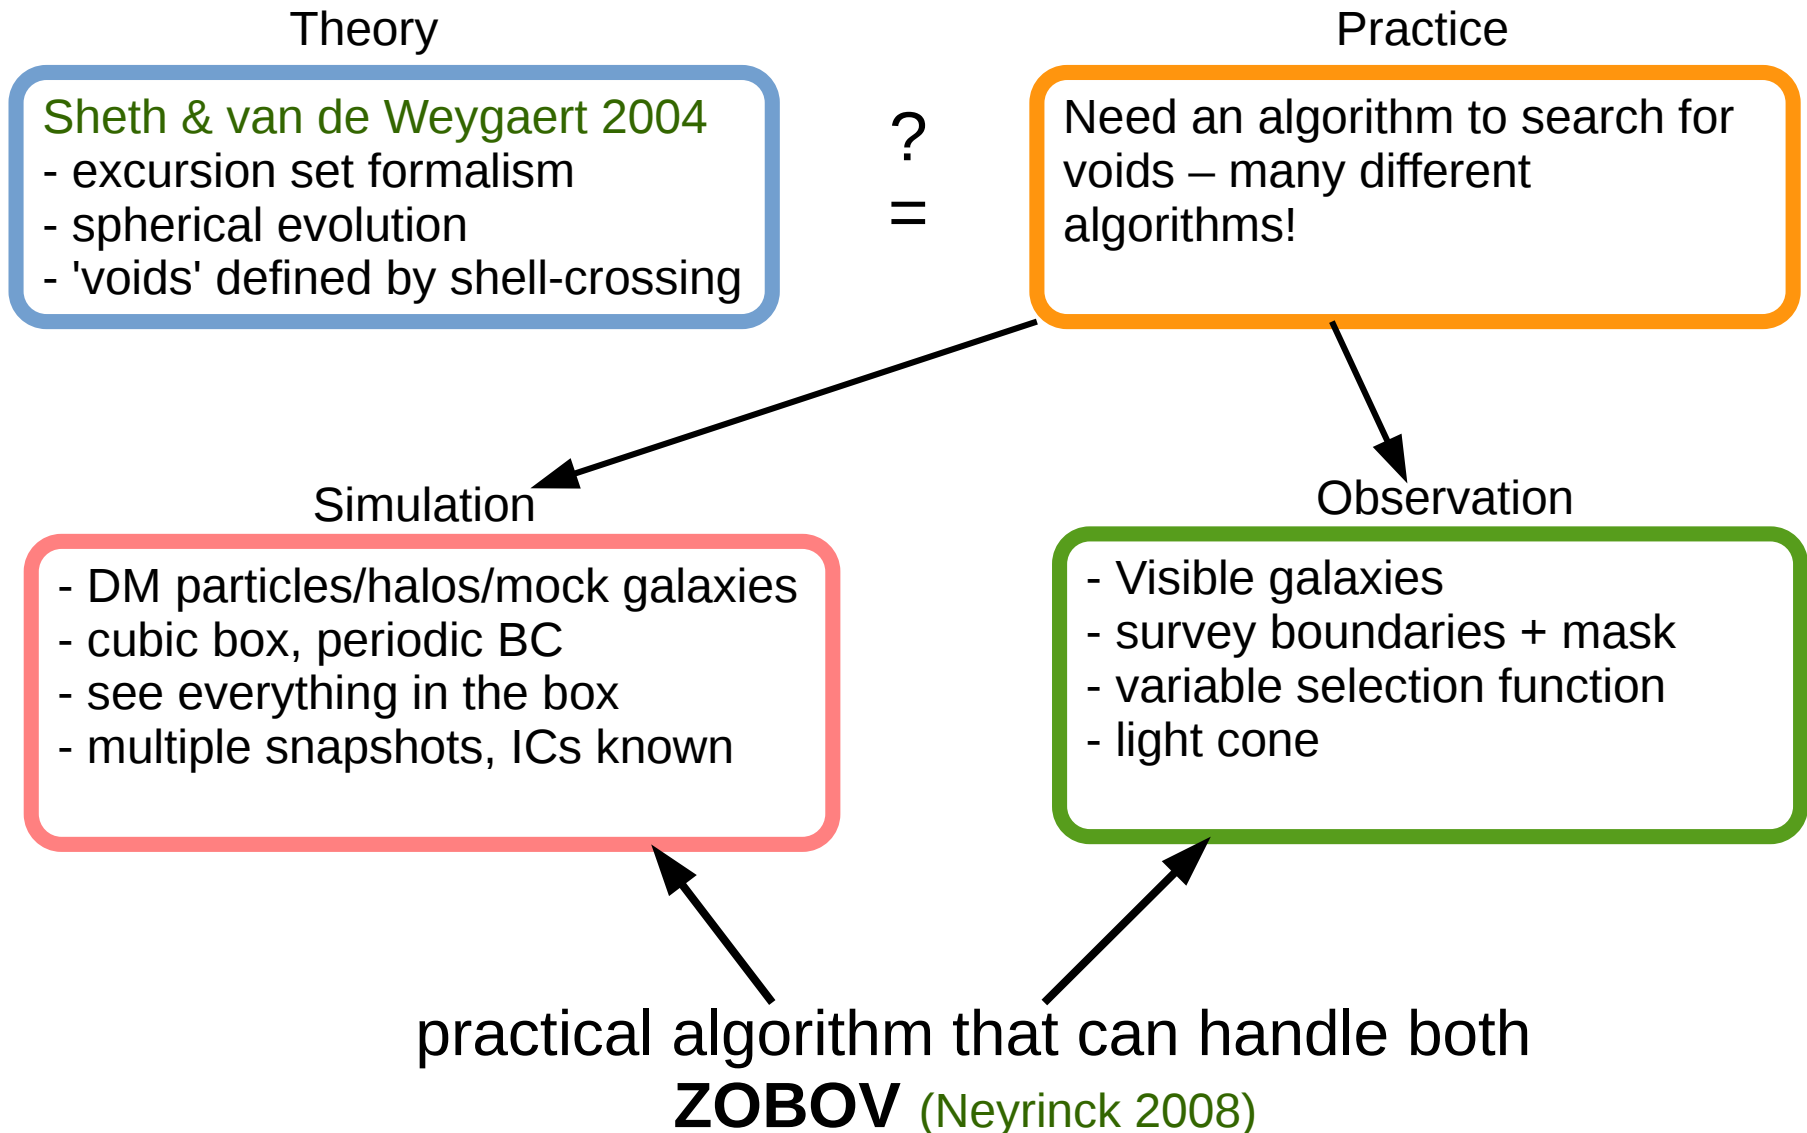 Theory
Sheth & van de Weygaert 2004
- excursion set formalism
- spherical evolution
- 'voids' defined by shell-crossing
?
=
Practice
Need an algorithm to search for
voids – many different
algorithms!
Simulation
- DM particles/halos/mock galaxies
- cubic box, periodic BC
- see everything in the box
- multiple snapshots, ICs known
Observation
- Visible galaxies
- survey boundaries + mask
- variable selection function
- light cone
practical algorithm that can handle both
ZOBOV (Neyrinck 2008)